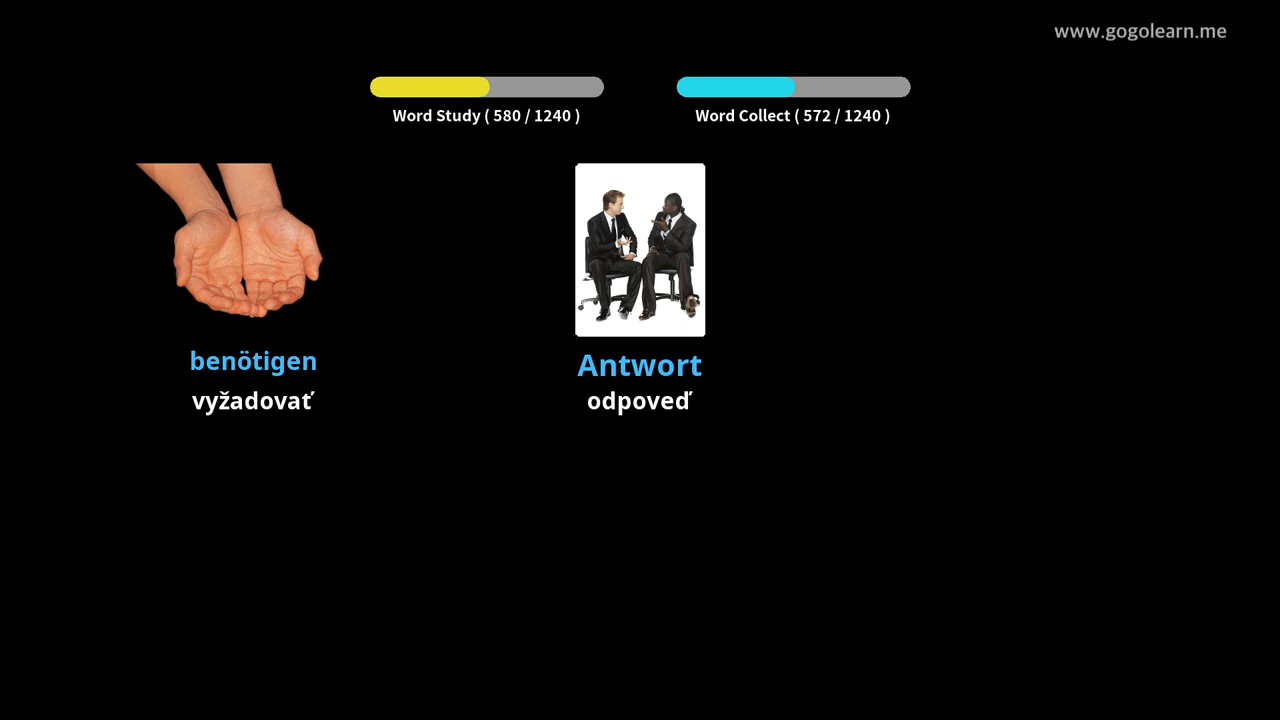 www.gogolearn.me
Word Study ( 580 / 1240 )
Word Collect ( 572 / 1240 )
benötigen
vyžadovať
Antwort
odpoveď